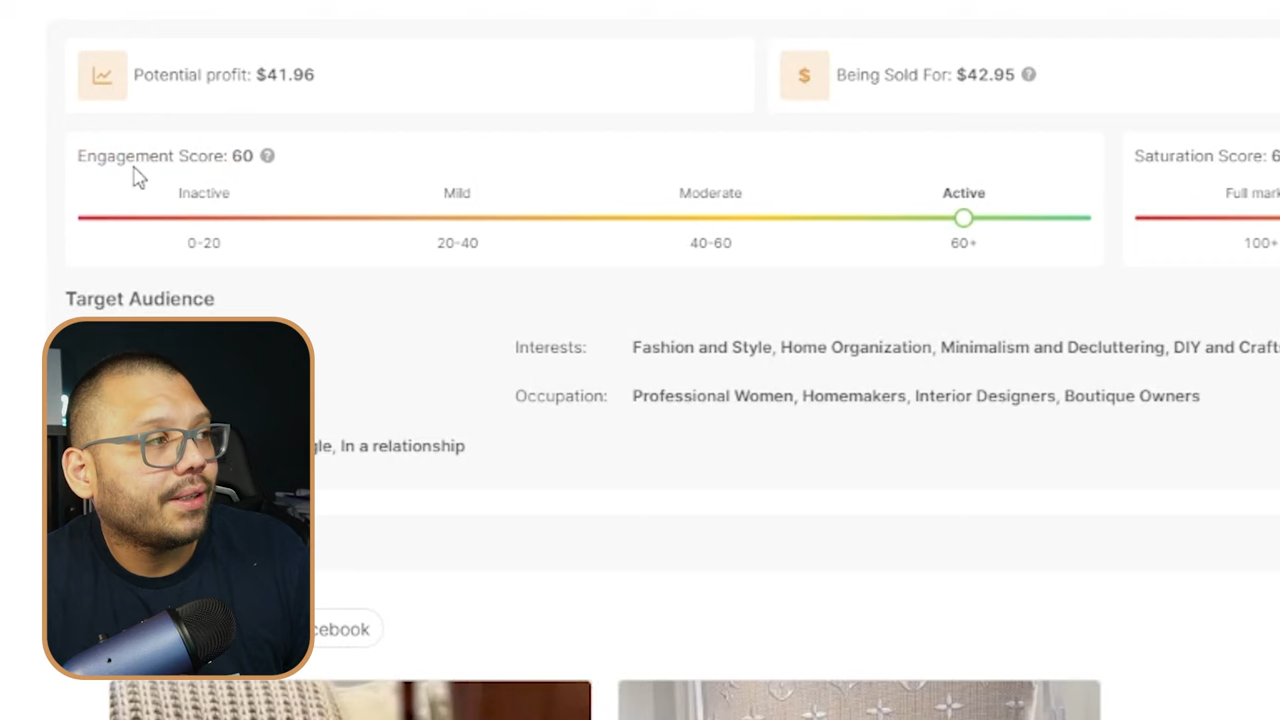 Potential profit: $41.96
$ Being Sold For: $42.95 ?
Engagement Score: 60 ?
Inactive Mild Moderate Active
0-20 20-40 40-60 60+
Saturation Score: 6
Full mark
100+
Target Audience
Interests: Fashion and Style, Home Organization, Minimalism and Decluttering, DIY and Crafts
Occupation: Professional Women, Homemakers, Interior Designers, Boutique Owners
gle, In a relationship
cebook